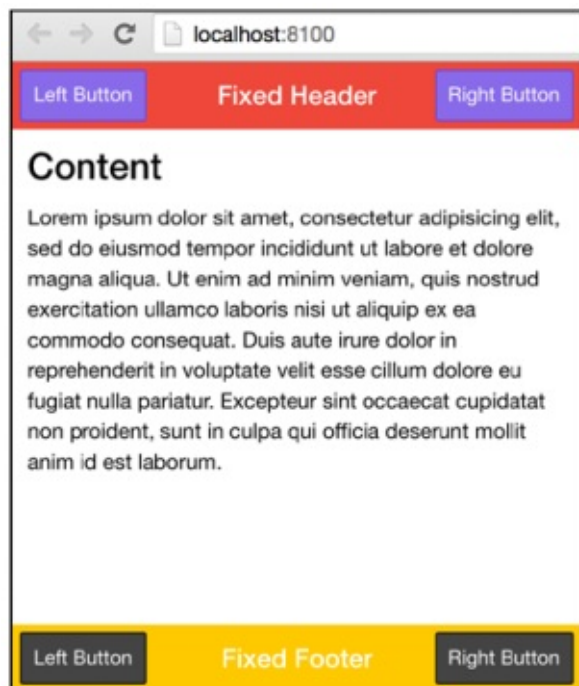 localhost:8100
Left Button Fixed Header Right Button
Content
Lorem ipsum dolor sit amet, consectetur adipisicing elit,
sed do eiusmod tempor incididunt ut labore et dolore
magna aliqua. Ut enim ad minim veniam, quis nostrud
exercitation ullamco laboris nisi ut aliquip ex ea
commodo consequat. Duis aute irure dolor in
reprehenderit in voluptate velit esse cillum dolore eu
fugiat nulla pariatur. Excepteur sint occaecat cupidatat
non proident, sunt in culpa qui officia deserunt mollit
anim id est laborum.
Left Button Fixed Footer Right Button